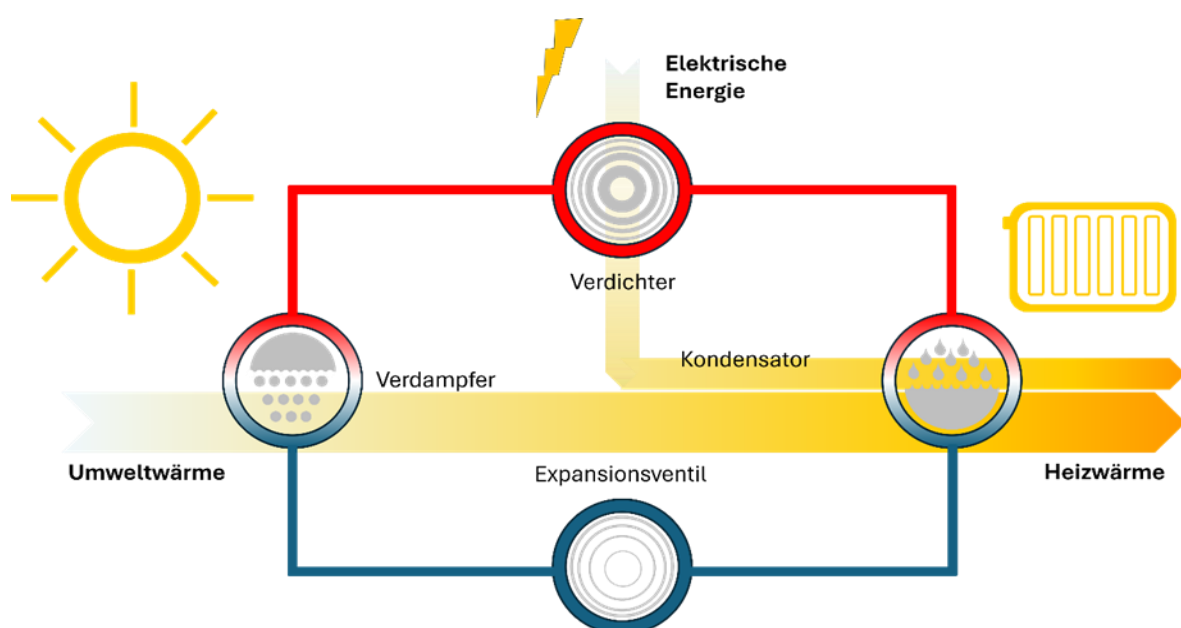 Elektrische
Energie
Verdichter
Kondensator
Verdampfer
Umweltwärme
Expansionsventil
Heizwärme